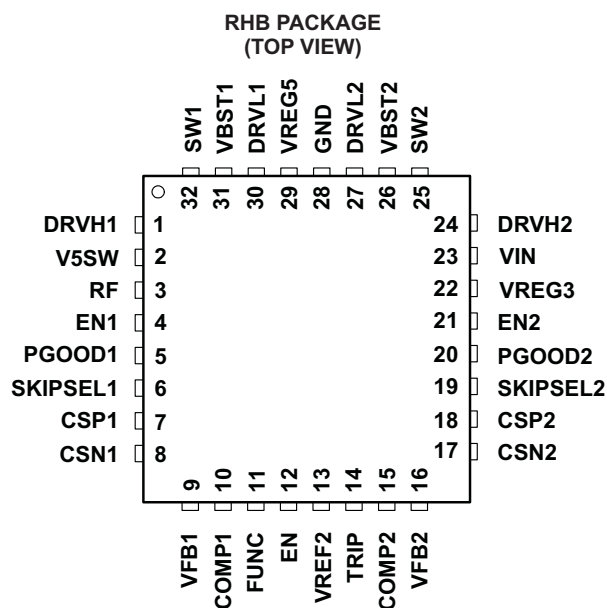 RHB PACKAGE
(TOP VIEW)
SW1
VBST1
DRVL1
VREG5
GND
DRVL2
VBST2
SW2
32
31
30
29
28
27
26
25
DRVH1 1
V5SW 2
RF 3
EN1 4
PGOOD1 5
SKIPSEL1 6
CSP1 7
CSN1 8
24 DRVH2
23 VIN
22 VREG3
21 EN2
20 PGOOD2
19 SKIPSEL2
18 CSP2
17 CSN2
9
10
11
12
13
14
15
16
VFB1
COMP1
FUNC
EN
VREF2
TRIP
COMP2
VFB2